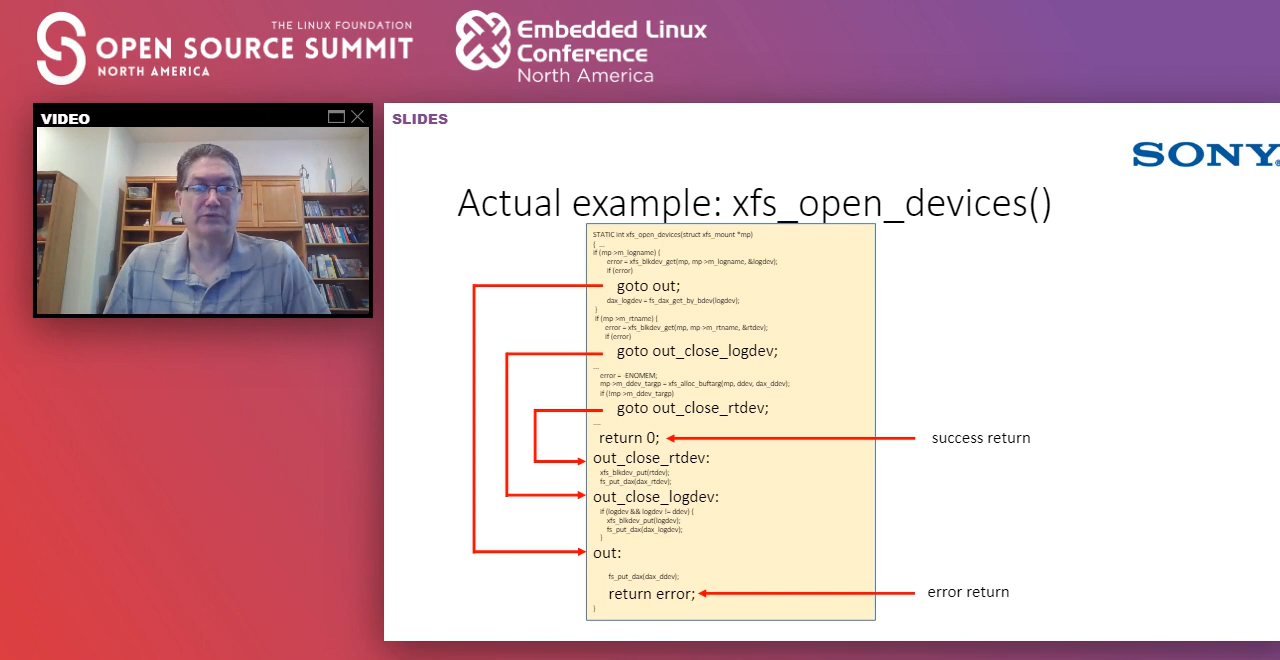 THE LINUX FOUNDATION
OPEN SOURCE SUMMIT
NORTH AMERICA
Embedded Linux
Conference
North America
VIDEO
SLIDES
SONY
Actual example: xfs_open_devices()
STATIC int xfs_open_devices(struct xfs_mount *mp)
{ ...
if (mp->m_logname) {
error = xfs_blkdev_get(mp, mp->m_logname, &logdev);
if (error)
goto out;
dax_logdev = fs_dax_get_by_bdev(logdev);
}
if (mp->m_rtname) {
error = xfs_blkdev_get(mp, mp->m_rtname, &rtdev);
if (error)
goto out_close_logdev;
...
error = -ENOMEM;
mp->m_ddev_targp = xfs_alloc_buftarg(mp, ddev, dax_ddev);
if (!mp->m_ddev_targp)
goto out_close_rtdev;
...
return 0;
success return
out_close_rtdev:
xfs_blkdev_put(rtdev);
fs_put_dax(dax_rtdev);
out_close_logdev:
if (logdev && logdev != ddev) {
xfs_blkdev_put(logdev);
fs_put_dax(dax_logdev);
}
out:
fs_put_dax(dax_ddev);
return error;
error return
}